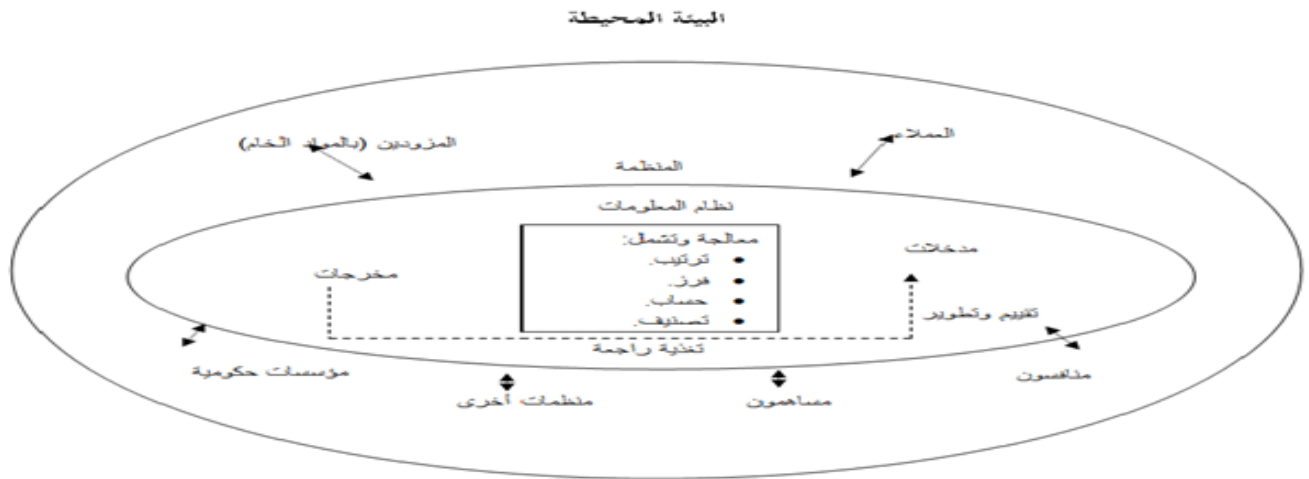 البيئة المحيطة
العملاء
المزودين (بالمواد الخام)
المنظمة
نظام المعلومات
معالجة وتشمل:
• ترتيب.
• فرز.
• حساب.
• تصنيف.
مدخلات
مخرجات
تقييم وتطوير
تغذية راجعة
منافسون
مساهمون
منظمات أخرى
مؤسسات حكومية